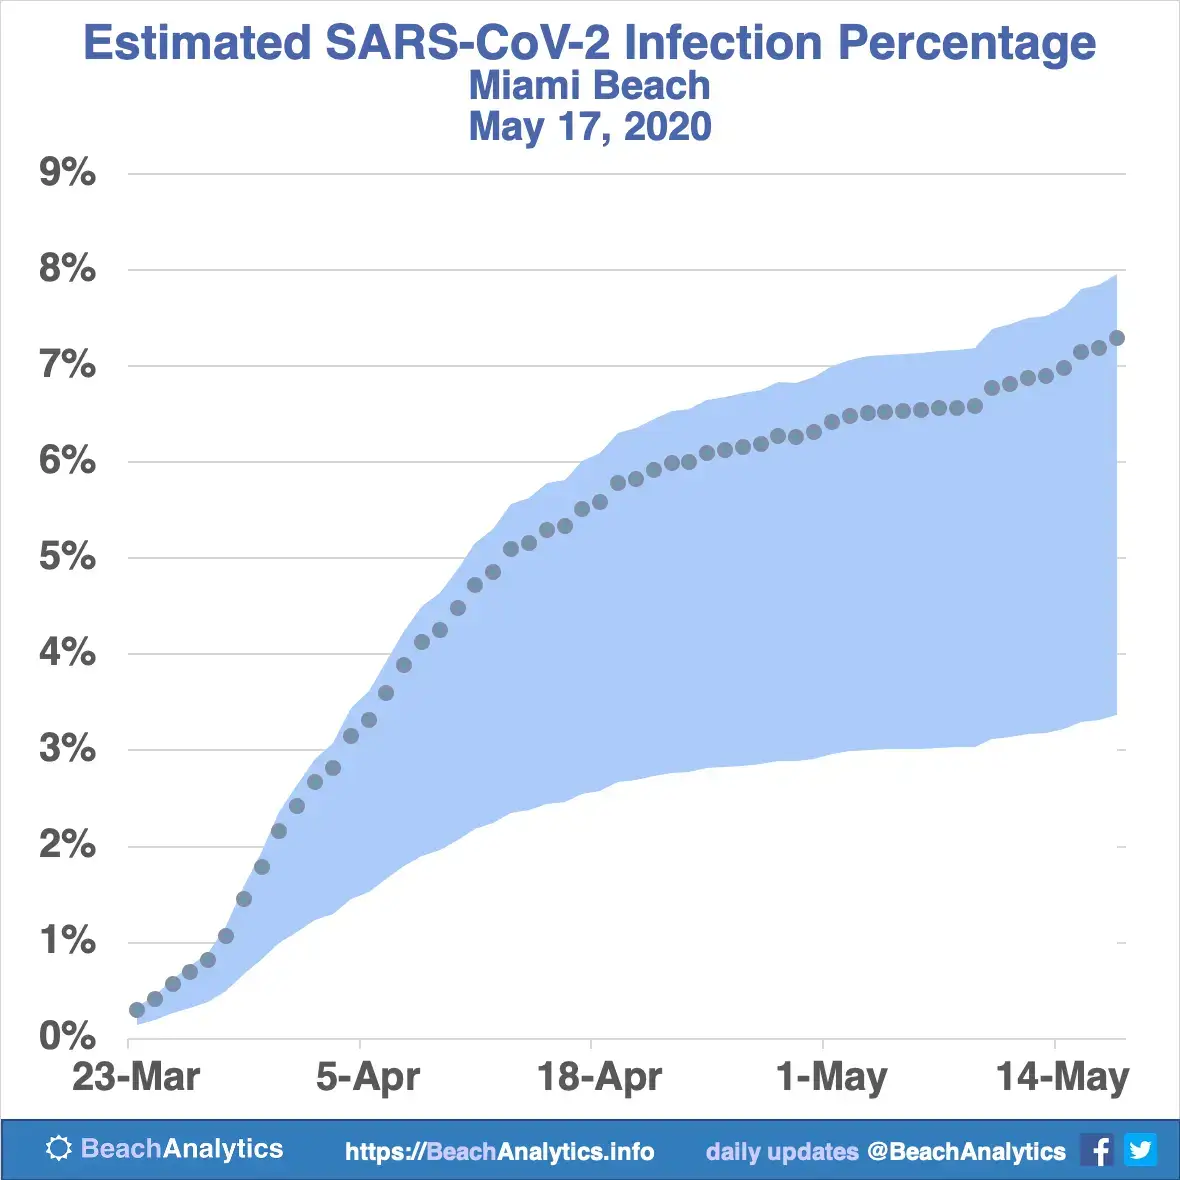 Estimated SARS-CoV-2 Infection Percentage
Miami Beach
May 17, 2020
9%
8%
7%
6%
5%
4%
3%
2%
1%
0%
23-Mar 5-Apr 18-Apr 1-May 14-May
BeachAnalytics https://BeachAnalytics.info daily updates @BeachAnalytics